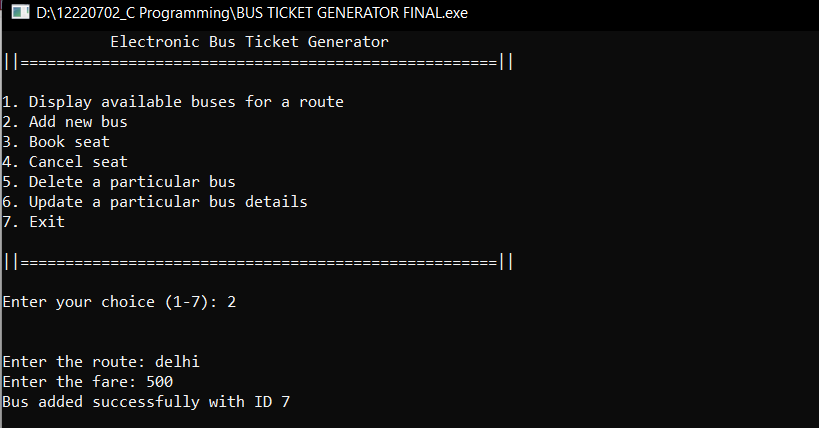 D:\12220702_C Programming\BUS TICKET GENERATOR FINAL.exe
Electronic Bus Ticket Generator
||=====================================================||
1. Display available buses for a route
2. Add new bus
3. Book seat
4. Cancel seat
5. Delete a particular bus
6. Update a particular bus details
7. Exit
||=====================================================||
Enter your choice (1-7): 2
Enter the route: delhi
Enter the fare: 500
Bus added successfully with ID 7